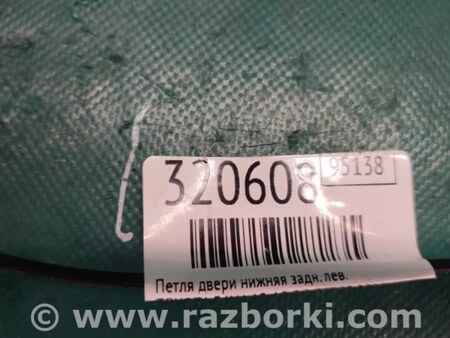 320608
95138
Петля двери нижняя задн.лев.
© www.razborki.com